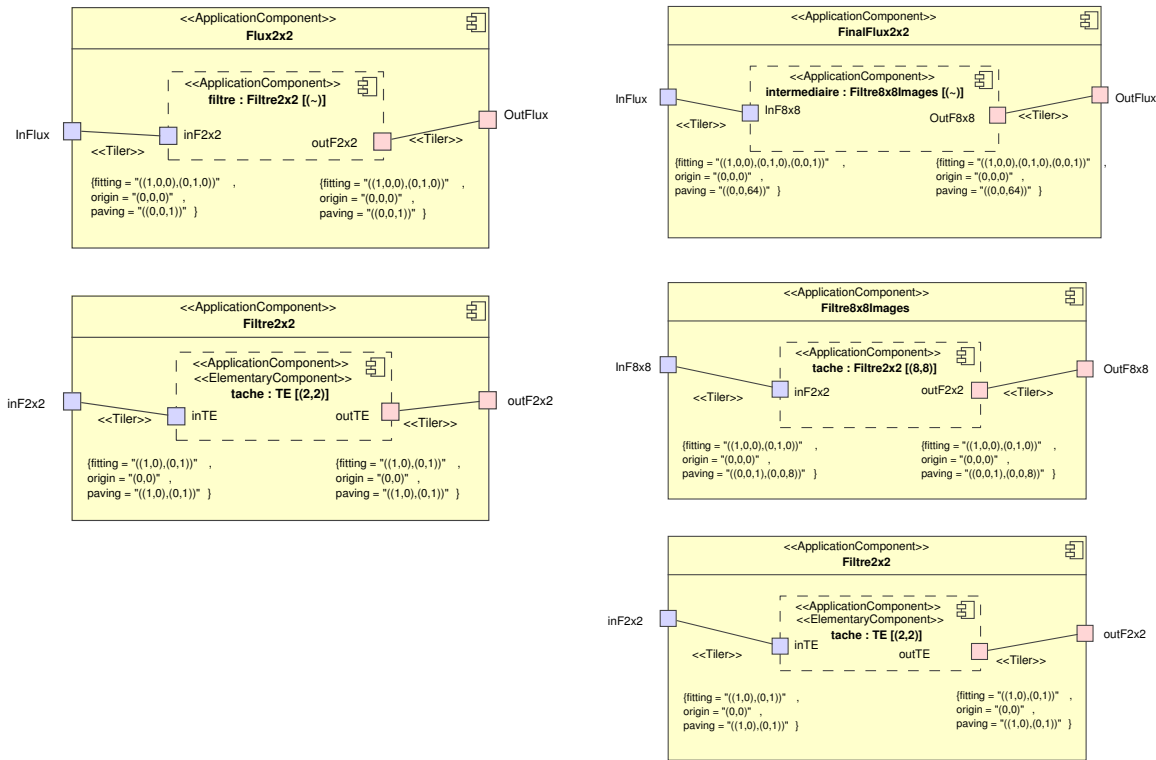 <<ApplicationComponent>>
Flux2x2
<<ApplicationComponent>>
filtre : Filtre2x2 [(~)]
InFlux
inF2x2
outF2x2
OutFlux
<<Tiler>>
<<Tiler>>
{fitting = "((1,0,0),(0,1,0))" ,
origin = "(0,0,0)" ,
paving = "((0,0,1))" }
{fitting = "((1,0,0),(0,1,0))" ,
origin = "(0,0,0)" ,
paving = "((0,0,1))" }
<<ApplicationComponent>>
Filtre2x2
<<ApplicationComponent>>
<<ElementaryComponent>>
tache : TE [(2,2)]
inF2x2
inTE
outTE
outF2x2
<<Tiler>>
<<Tiler>>
{fitting = "((1,0),(0,1))" ,
origin = "(0,0)" ,
paving = "((1,0),(0,1))" }
{fitting = "((1,0),(0,1))" ,
origin = "(0,0)" ,
paving = "((1,0),(0,1))" }
<<ApplicationComponent>>
FinalFlux2x2
<<ApplicationComponent>>
intermediaire : Filtre8x8Images [(~)]
InFlux
InF8x8
OutF8x8
OutFlux
<<Tiler>>
<<Tiler>>
{fitting = "((1,0,0),(0,1,0),(0,0,1))" ,
origin = "(0,0,0)" ,
paving = "((0,0,64))" }
{fitting = "((1,0,0),(0,1,0),(0,0,1))" ,
origin = "(0,0,0)" ,
paving = "((0,0,64))" }
<<ApplicationComponent>>
Filtre8x8Images
<<ApplicationComponent>>
tache : Filtre2x2 [(8,8)]
InF8x8
inF2x2
outF2x2
OutF8x8
<<Tiler>>
<<Tiler>>
{fitting = "((1,0,0),(0,1,0))" ,
origin = "(0,0,0)" ,
paving = "((0,0,1),(0,0,8))" }
{fitting = "((1,0,0),(0,1,0))" ,
origin = "(0,0,0)" ,
paving = "((0,0,1),(0,0,8))" }
<<ApplicationComponent>>
Filtre2x2
<<ApplicationComponent>>
<<ElementaryComponent>>
tache : TE [(2,2)]
inF2x2
inTE
outTE
outF2x2
<<Tiler>>
<<Tiler>>
{fitting = "((1,0),(0,1))" ,
origin = "(0,0)" ,
paving = "((1,0),(0,1))" }
{fitting = "((1,0),(0,1))" ,
origin = "(0,0)" ,
paving = "((1,0),(0,1))" }